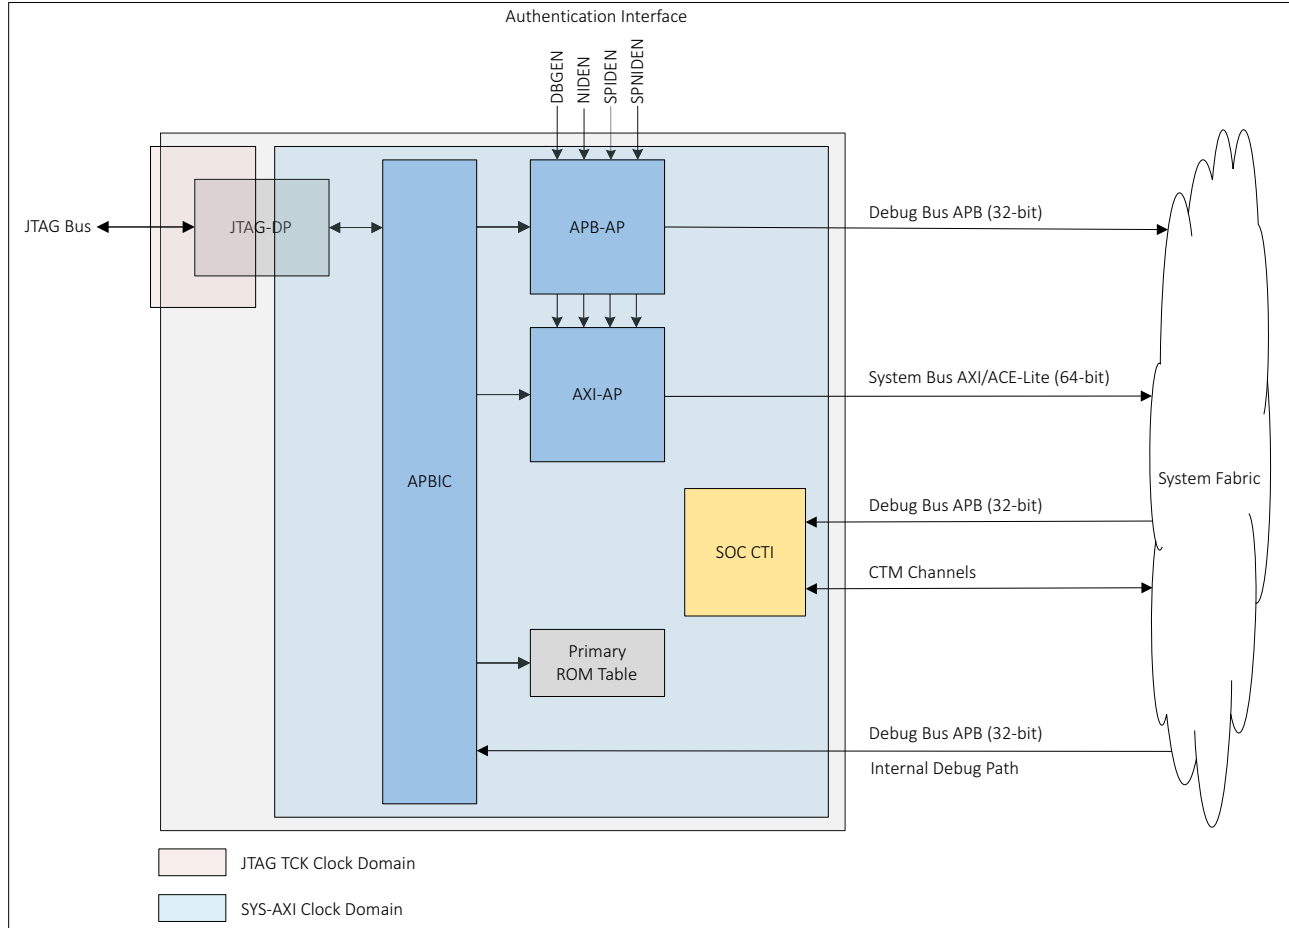 Authentication Interface
DBGEN
NIDEN
SPIDEN
SPNIDEN
JTAG Bus
JTAG-DP
APBIC
APB-AP
AXI-AP
SOC CTI
Primary
ROM Table
Debug Bus APB (32-bit)
System Bus AXI/ACE-Lite (64-bit)
Debug Bus APB (32-bit)
CTM Channels
Debug Bus APB (32-bit)
Internal Debug Path
System Fabric
JTAG TCK Clock Domain
SYS-AXI Clock Domain